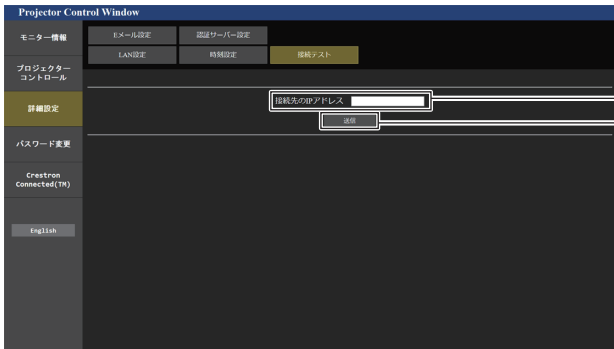 Projector Control Window
モニター情報
プロジェクター
コントロール
詳細設定
パスワード変更
Crestron
Connected(TM)
English
Eメール設定
認証サーバー設定
LAN設定
時刻設定
接続テスト
接続先のIPアドレス
送信